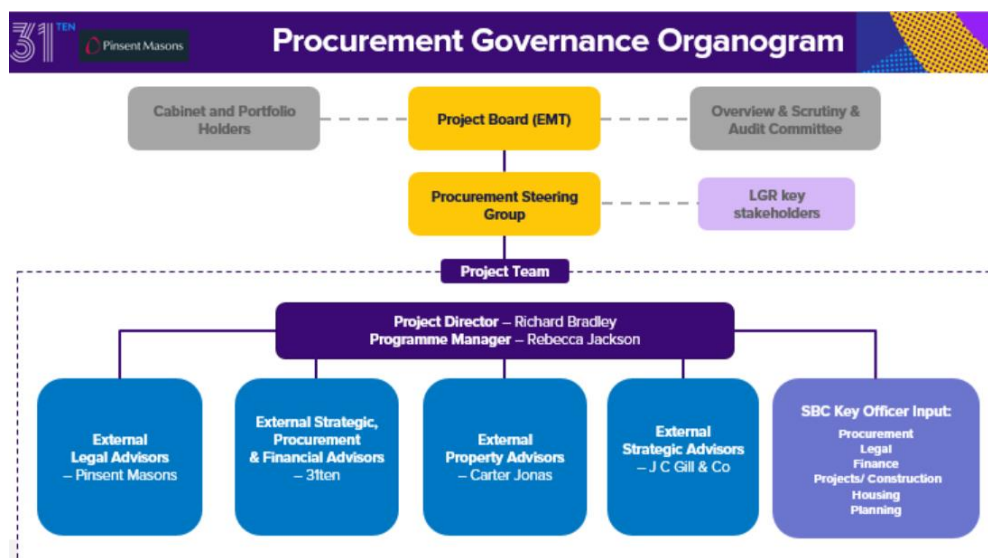 31TEN
Pinsent Masons
Procurement Governance Organogram
Cabinet and Portfolio
Holders
Project Board (EMT)
Overview & Scrutiny &
Audit Committee
Procurement Steering
Group
LGR key
stakeholders
Project Team
Project Director – Richard Bradley
Programme Manager – Rebecca Jackson
External
Legal Advisors
– Pinsent Masons
External Strategic,
Procurement
& Financial Advisors
– 31ten
External
Property Advisors
– Carter Jonas
External
Strategic Advisors
– J C Gill & Co
SBC Key Officer Input:
Procurement
Legal
Finance
Projects/ Construction
Housing
Planning